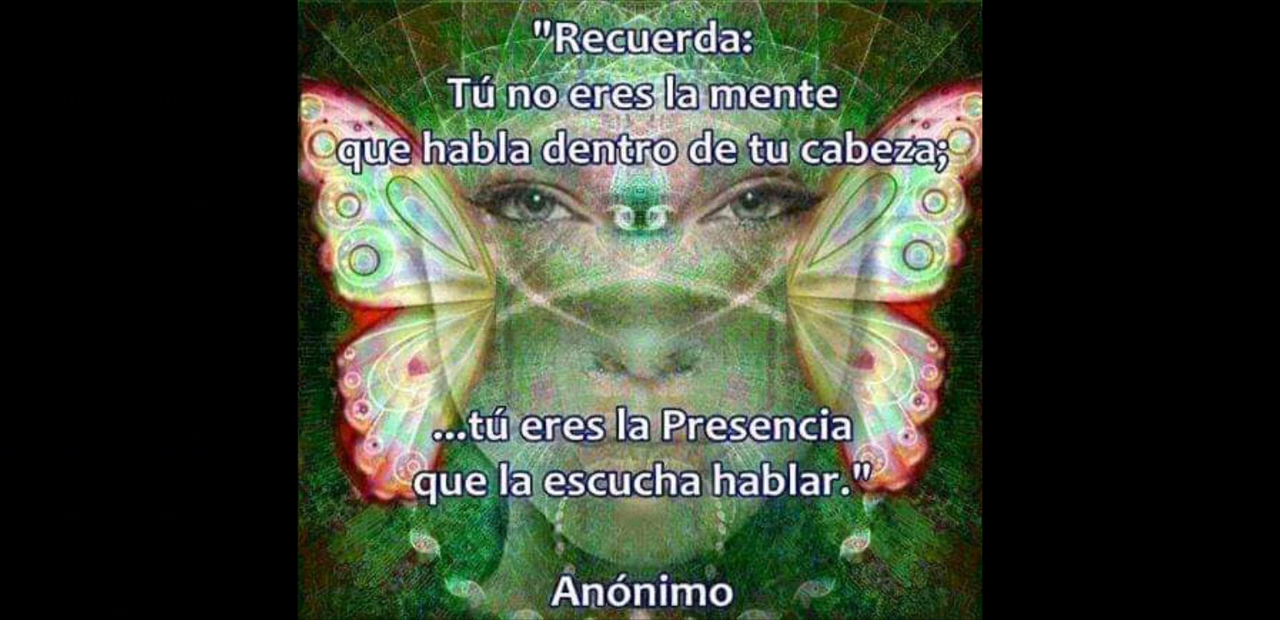 "Recuerda:
Tú no eres la mente
que habla dentro de tu cabeza;
...tú eres la Presencia
que la escucha hablar."
Anónimo